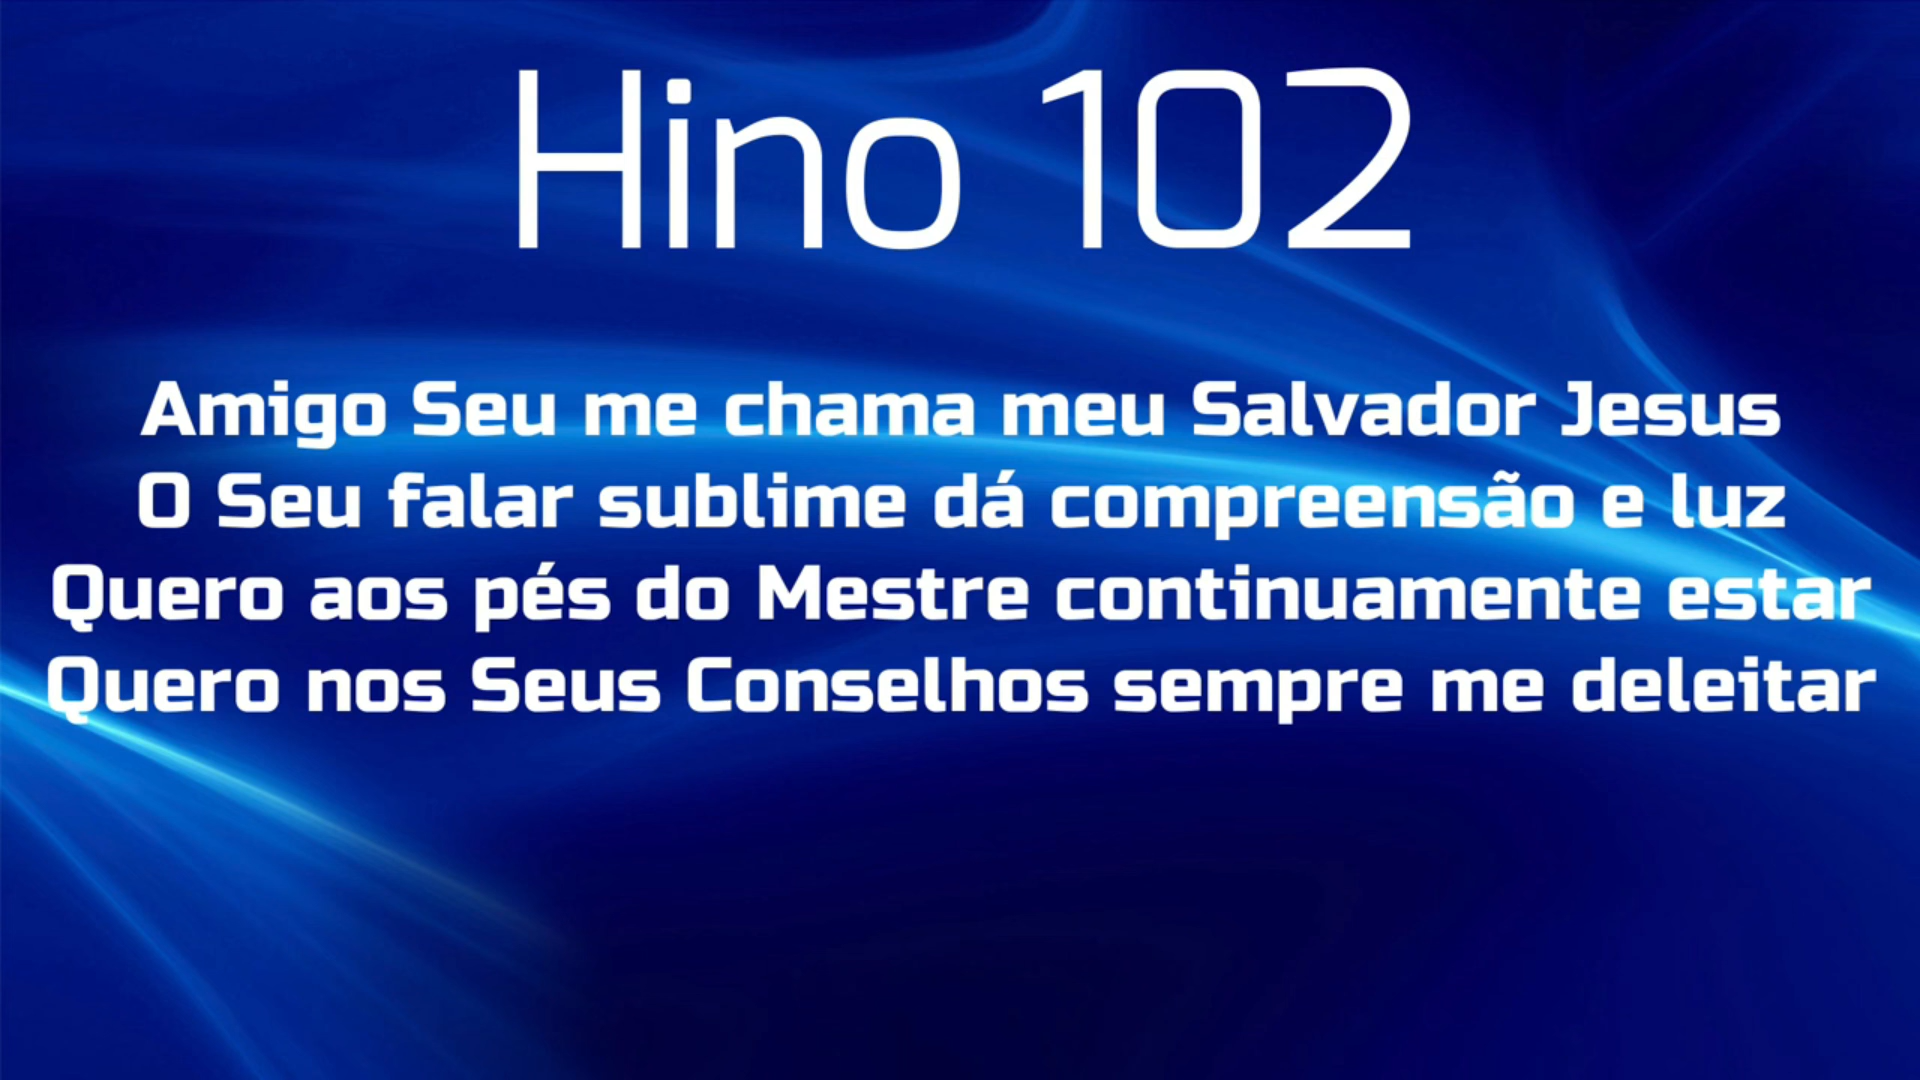 Hino 102
Amigo Seu me chama meu Salvador Jesus
O Seu falar sublime dá compreensão e luz
Quero aos pés do Mestre continuamente estar
Quero nos Seus Conselhos sempre me deleitar